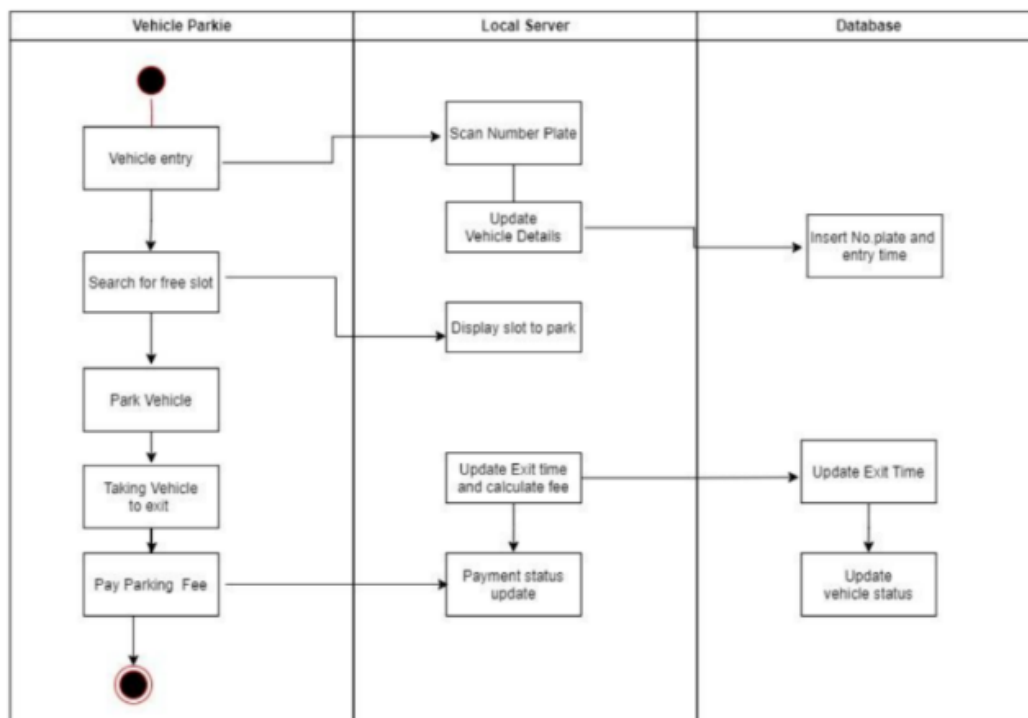 Vehicle Parkie
Local Server
Database
Vehicle entry
Scan Number Plate
Update
Vehicle Details
Insert No.plate and
entry time
Search for free slot
Display slot to park
Park Vehicle
Taking Vehicle
to exit
Update Exit time
and calculate fee
Update Exit Time
Pay Parking Fee
Payment status
update
Update
vehicle status